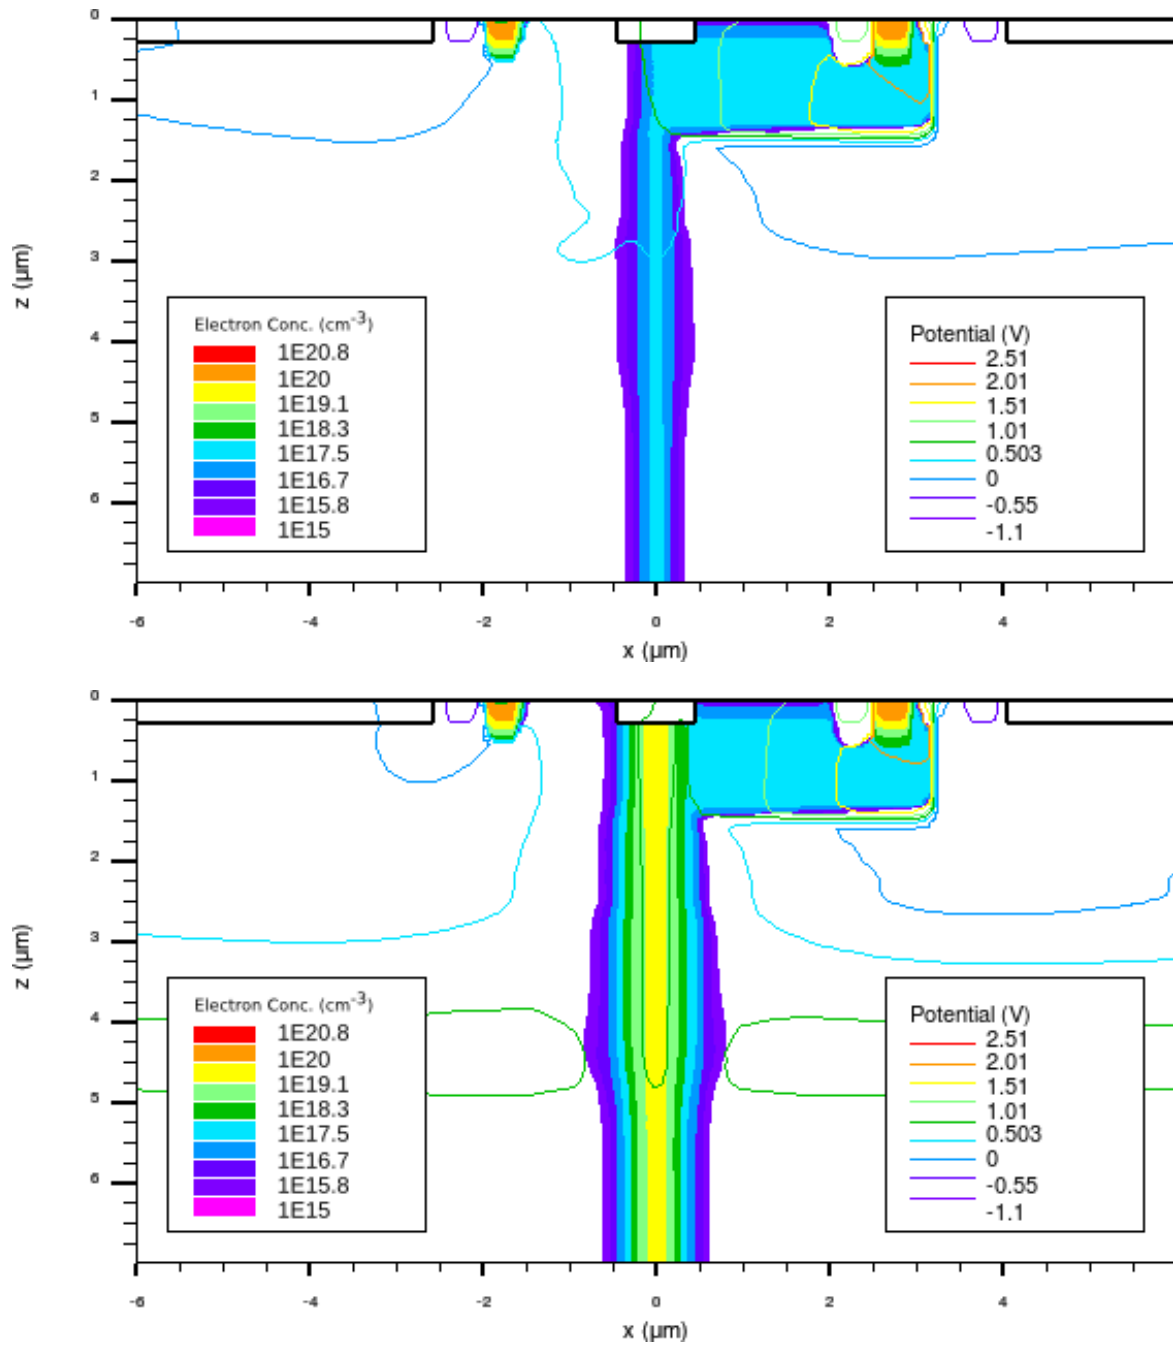 0
1
2
3
4
5
6
z (µm)
Electron Conc. (cm-3)
1E20.8
1E20
1E19.1
1E18.3
1E17.5
1E16.7
1E15.8
1E15
Potential (V)
2.51
2.01
1.51
1.01
0.503
0
-0.55
-1.1
-6 -4 -2 0 2 4
x (µm)
0
1
2
3
4
5
6
z (µm)
Electron Conc. (cm-3)
1E20.8
1E20
1E19.1
1E18.3
1E17.5
1E16.7
1E15.8
1E15
Potential (V)
2.51
2.01
1.51
1.01
0.503
0
-0.55
-1.1
-6 -4 -2 0 2 4
x (µm)